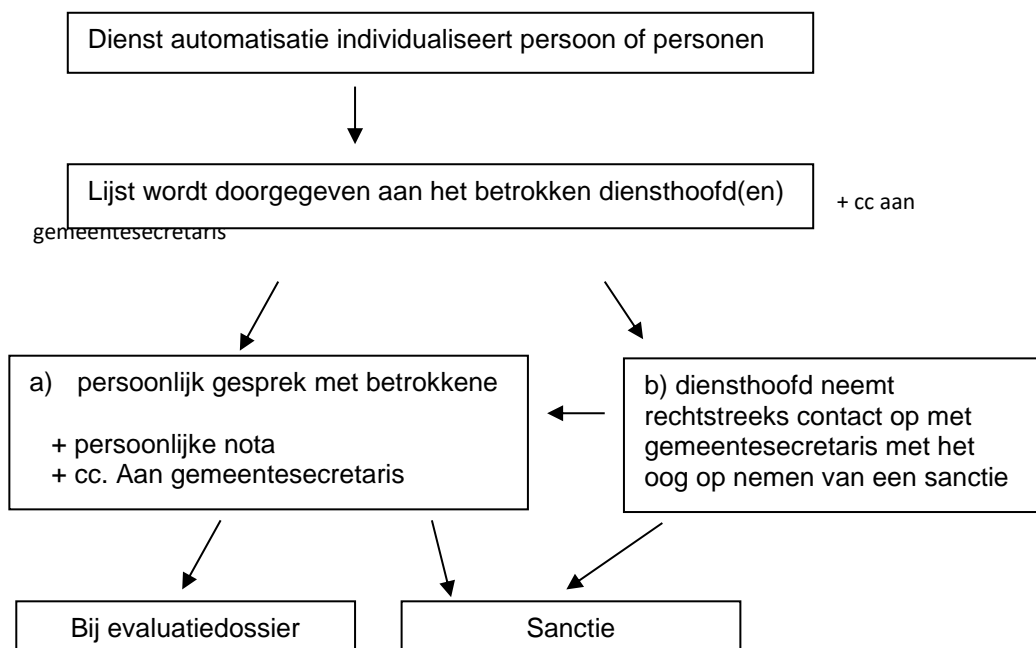 Dienst automatisatie individualiseert persoon of personen
Lijst wordt doorgegeven aan het betrokken diensthoofd(en)
+ cc aan
gemeentesecretaris
a) persoonlijk gesprek met betrokkene
+ persoonlijke nota
+ cc. Aan gemeentesecretaris
b) diensthoofd neemt
rechtstreeks contact op met
gemeentesecretaris met het
oog op nemen van een sanctie
Bij evaluatiedossier
Sanctie